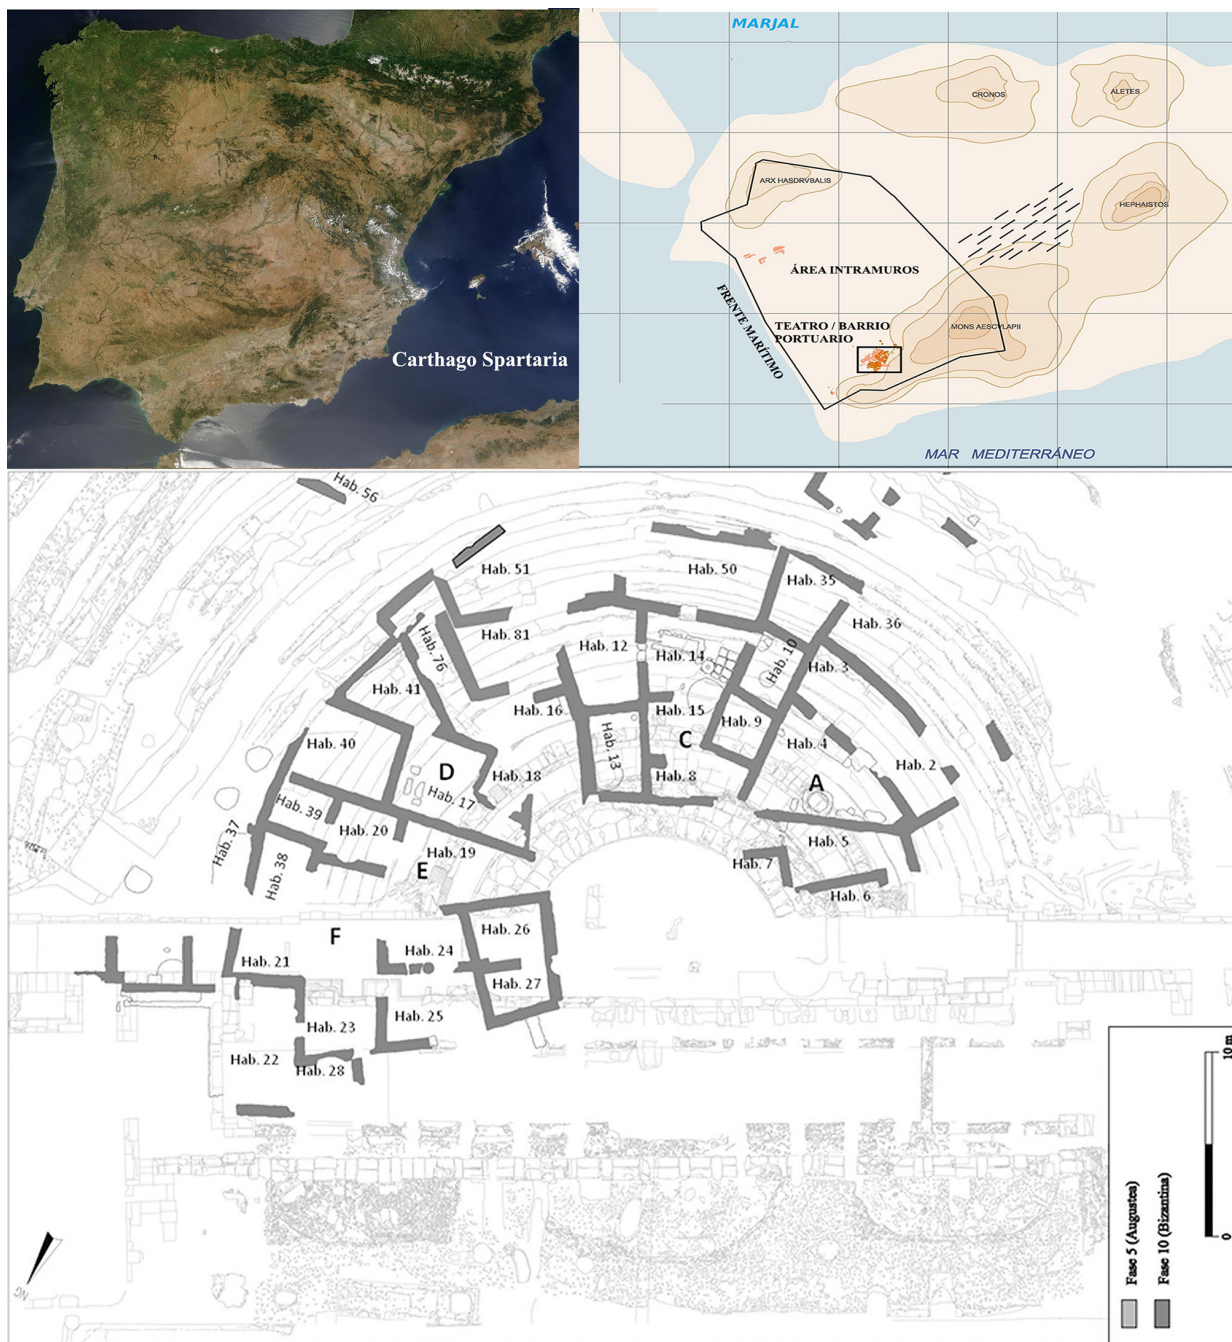 Carthago Spartaria
MARJAL
CRONOS
ALETES
ARX HASDRVBALIS
HEPHAISTOS
ÁREA INTRAMUROS
FRENTE MARÍTIMO
TEATRO / BARRIO
PORTUARIO
MONS AESCVLAPII
MAR MEDITERRÁNEO
Hab. 56
Hab. 51
Hab. 50
Hab. 35
Hab. 36
Hab. 81
Hab. 76
Hab. 12
Hab. 14
Hab. 10
Hab. 3
Hab. 41
Hab. 16
Hab. 15
Hab. 9
Hab. 40
Hab. 13
C
Hab. 4
Hab. 2
D
Hab. 17
Hab. 18
Hab. 8
A
Hab. 39
Hab. 20
Hab. 37
Hab. 38
Hab. 19
E
Hab. 5
Hab. 7
Hab. 6
F
Hab. 26
Hab. 21
Hab. 24
Hab. 27
Hab. 23
Hab. 25
Hab. 22
Hab. 28
10 m
0
Fase 5 (Augustea)
Fase 10 (Bizantina)
NG